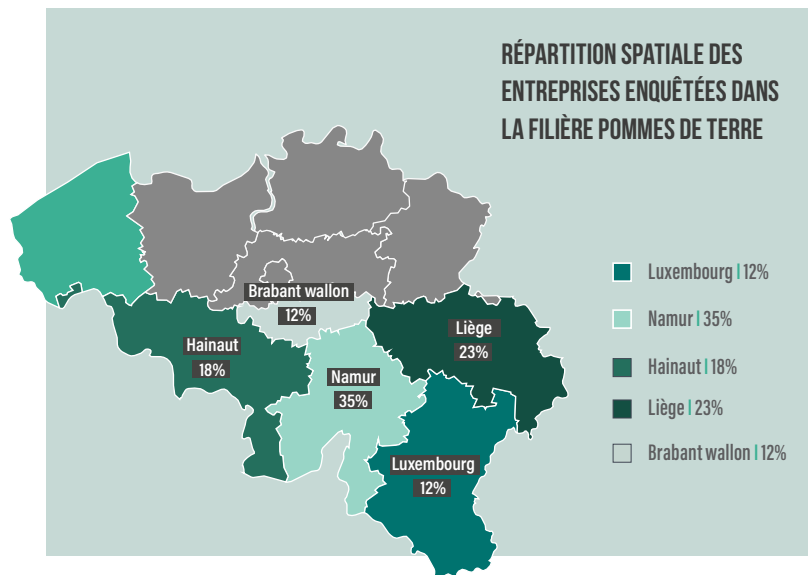 RÉPARTITION SPATIALE DES
ENTREPRISES ENQUÊTÉES DANS
LA FILIÈRE POMMES DE TERRE
Brabant wallon
12%
Hainaut
18%
Liège
23%
Namur
35%
Luxembourg
12%
Luxembourg | 12%
Namur | 35%
Hainaut | 18%
Liège | 23%
Brabant wallon | 12%